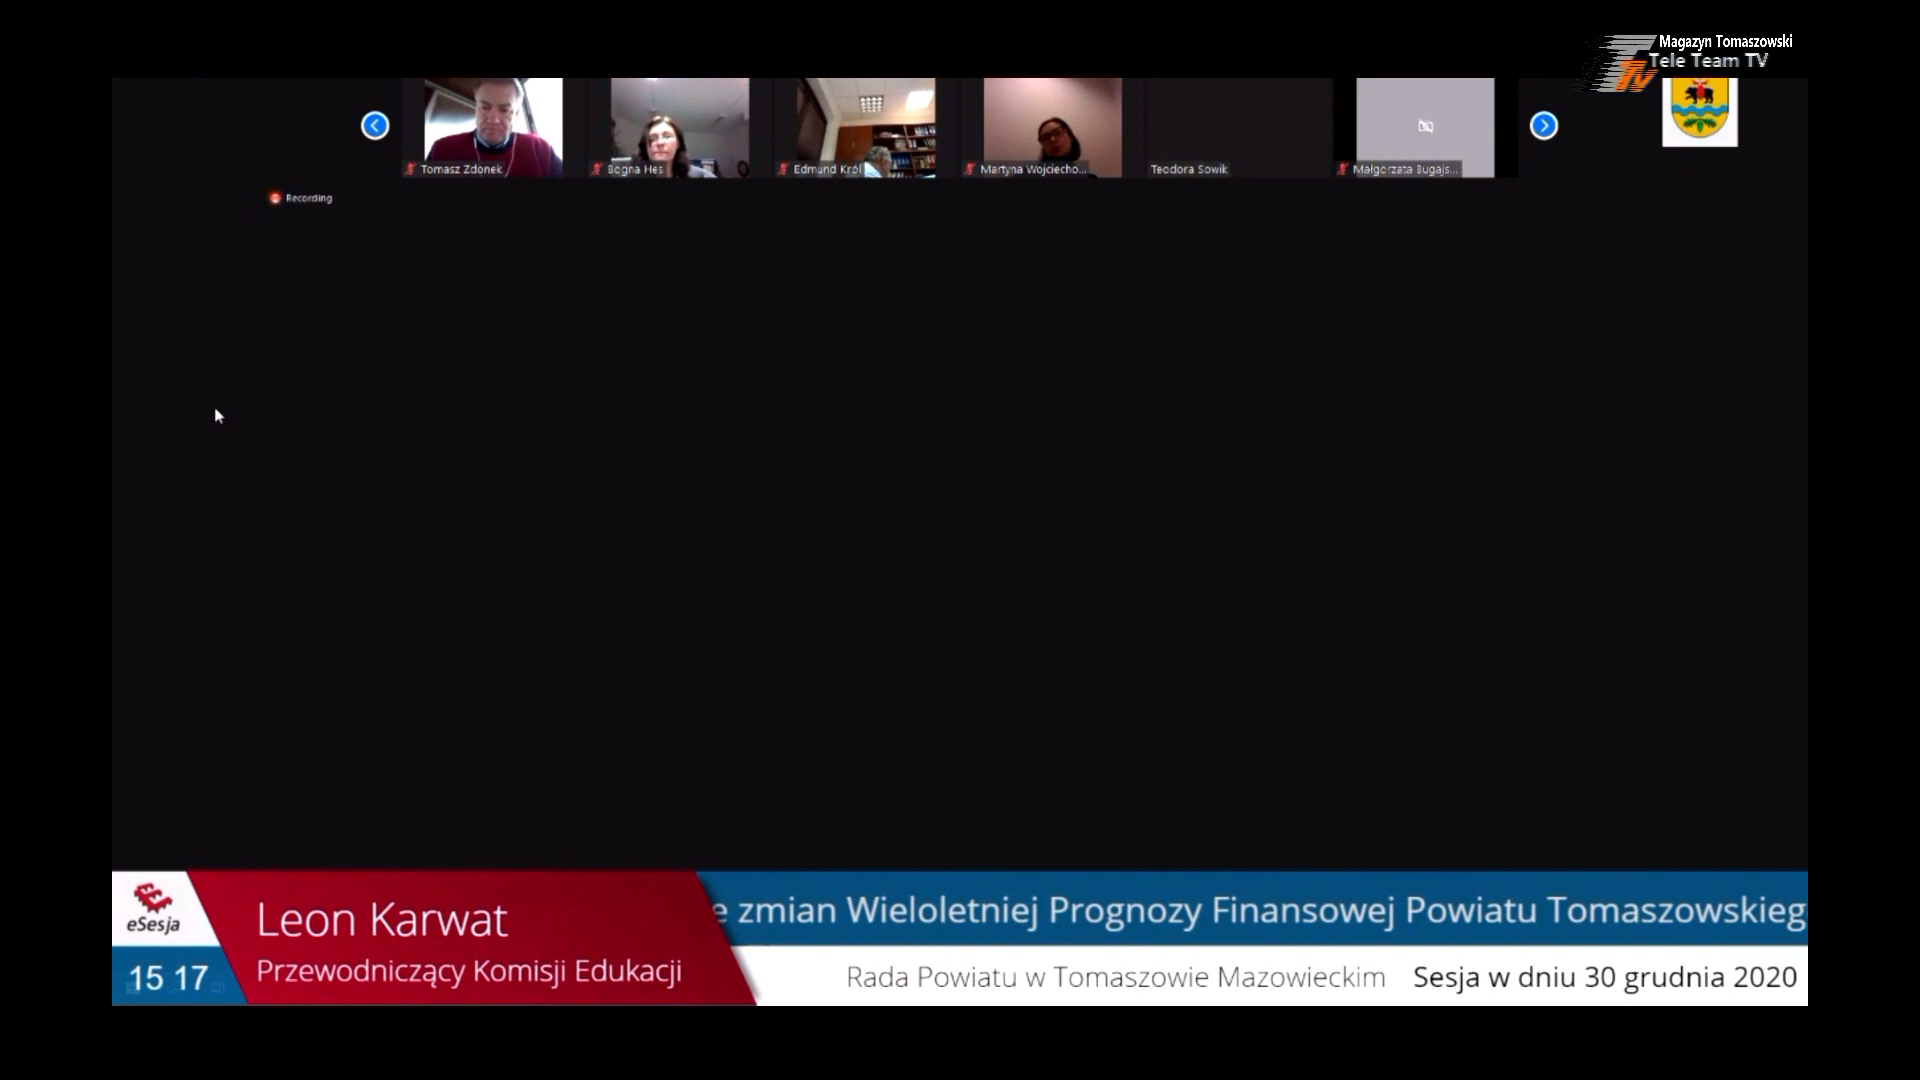 Magazyn Tomaszowski
Tele Team TV
Tomasz Zdonek
Bogna Hes
Edmund Król
Martyna Wojciecho...
Teodora Sowik
Małgorzata Bugajs...
Recording
eSesja
Leon Karwat
Przewodniczący Komisji Edukacji
e zmian Wieloletniej Prognozy Finansowej Powiatu Tomaszowskieg
15 17
Rada Powiatu w Tomaszowie Mazowieckim Sesja w dniu 30 grudnia 2020